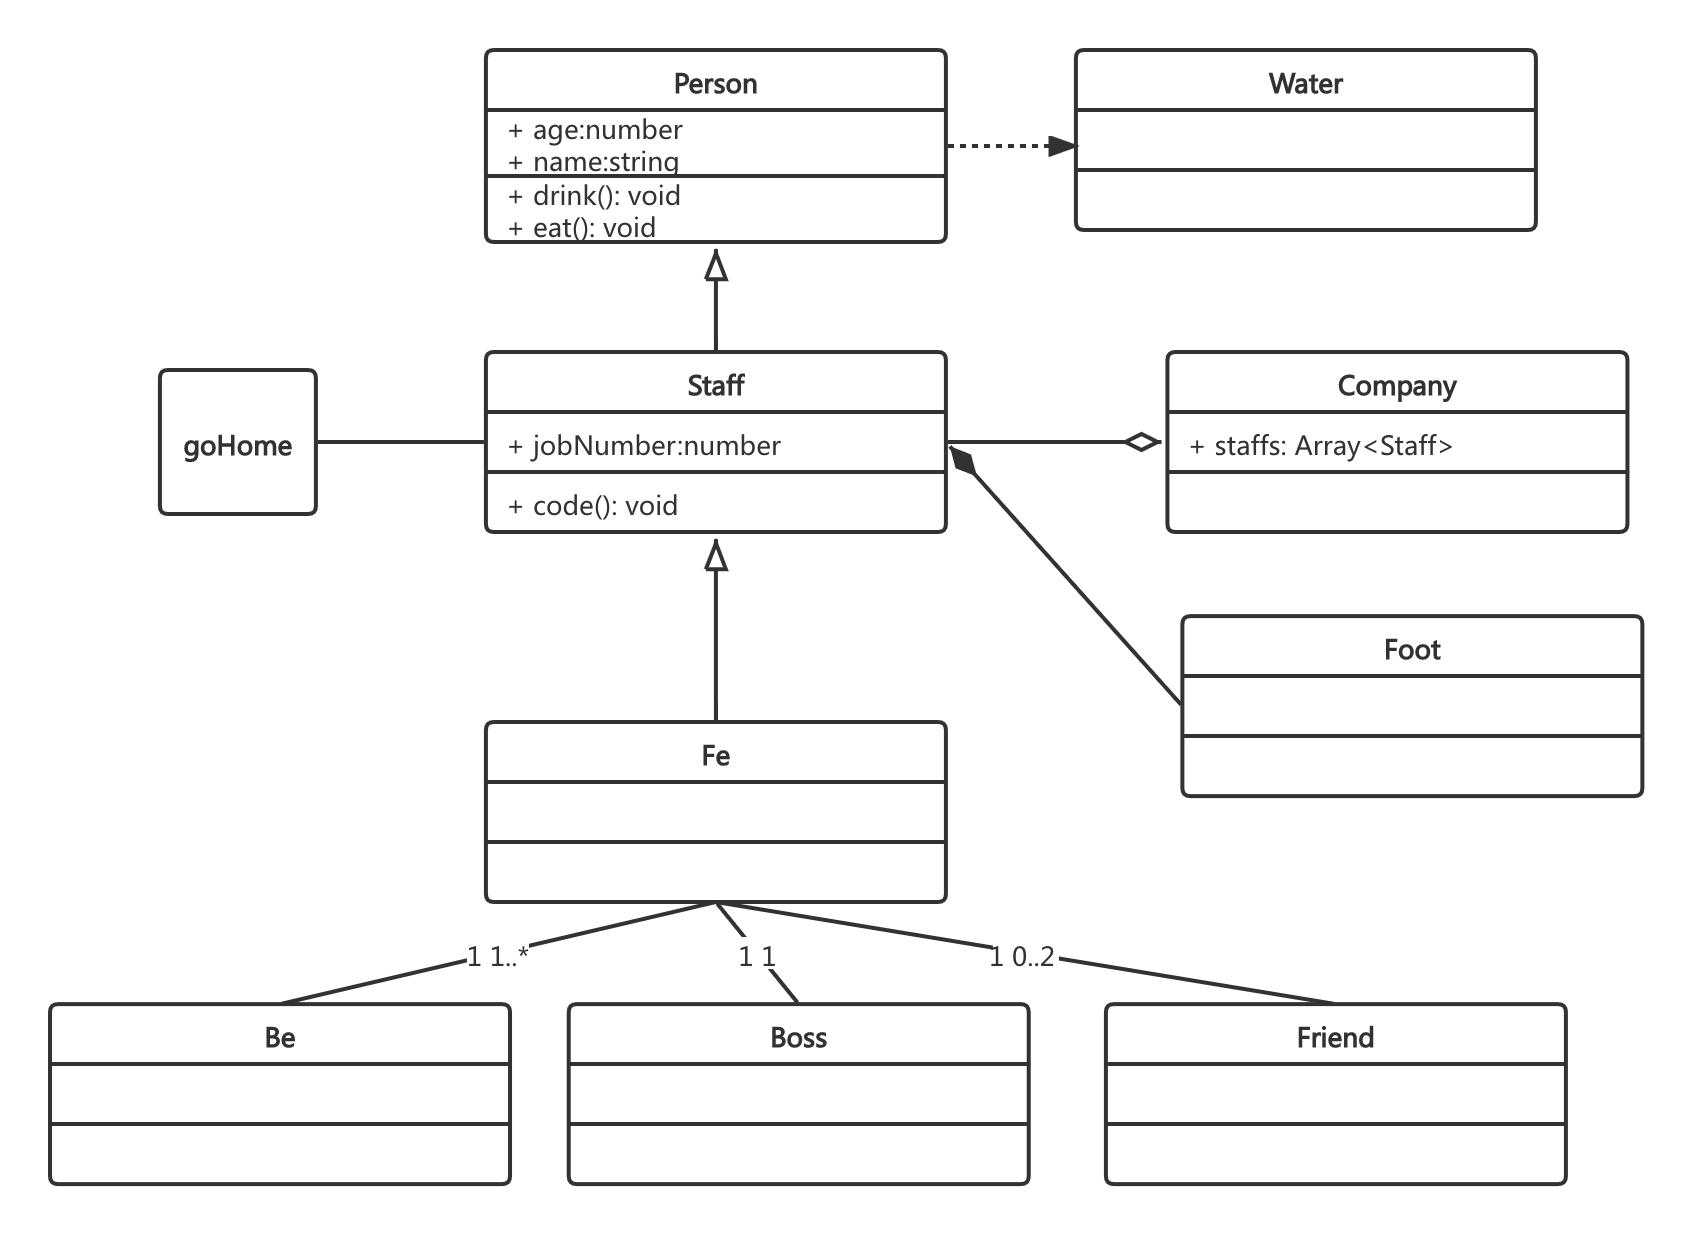 Person
+ age:number
+ name:string
+ drink(): void
+ eat(): void
Water
goHome
Staff
+ jobNumber:number
+ code(): void
Company
+ staffs: Array<Staff>
Foot
Fe
1 1..*
1 1
1 0..2
Be
Boss
Friend